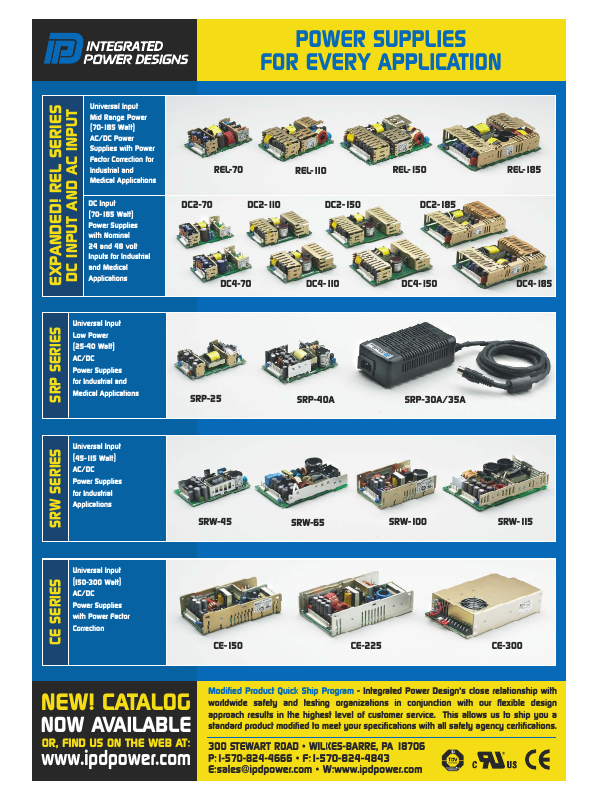 iPD INTEGRATED
POWER DESIGNS
POWER SUPPLIES
FOR EVERY APPLICATION
EXPANDED! REL SERIES
DC INPUT AND AC INPUT
Universal Input
Mid Range Power
(70-185 Watt)
AC/DC Power
Supplies with Power
Factor Correction for
Industrial and
Medical Applications
REL-70
REL-110
REL-150
REL-185
DC Input
(70-185 Watt)
Power Supplies
with Nominal
24 and 48 volt
Inputs for Industrial
and Medical
Applications
DC2-70
DC2-110
DC2-150
DC2-185
DC4-70
DC4-110
DC4-150
DC4-185
SRP SERIES
Universal Input
Low Power
(25-40 Watt)
AC/DC
Power Supplies
for Industrial and
Medical Applications
SRP-25
SRP-40A
SRP-30A/35A
SRW SERIES
Universal Input
(45-115 Watt)
AC/DC
Power Supplies
for Industrial
Applications
SRW-45
SRW-65
SRW-100
SRW-115
CE SERIES
Universal Input
(150-300 Watt)
AC/DC
Power Supplies
with Power Factor
Correction
CE-150
CE-225
CE-300
NEW! CATALOG
NOW AVAILABLE
OR, FIND US ON THE WEB AT:
www.ipdpower.com
Modified Product Quick Ship Program - Integrated Power Design's close relationship with
worldwide safety and testing organizations in conjunction with our flexible design
approach results in the highest level of customer service. This allows us to ship you a
standard product modified to meet your specifications with all safety agency certifications.
300 STEWART ROAD • WILKES-BARRE, PA 18706
P:1-570-824-4666 • F:1-570-824-4843
E:sales@ipdpower.com • W:www.ipdpower.com
TÜV
c RU US
CE